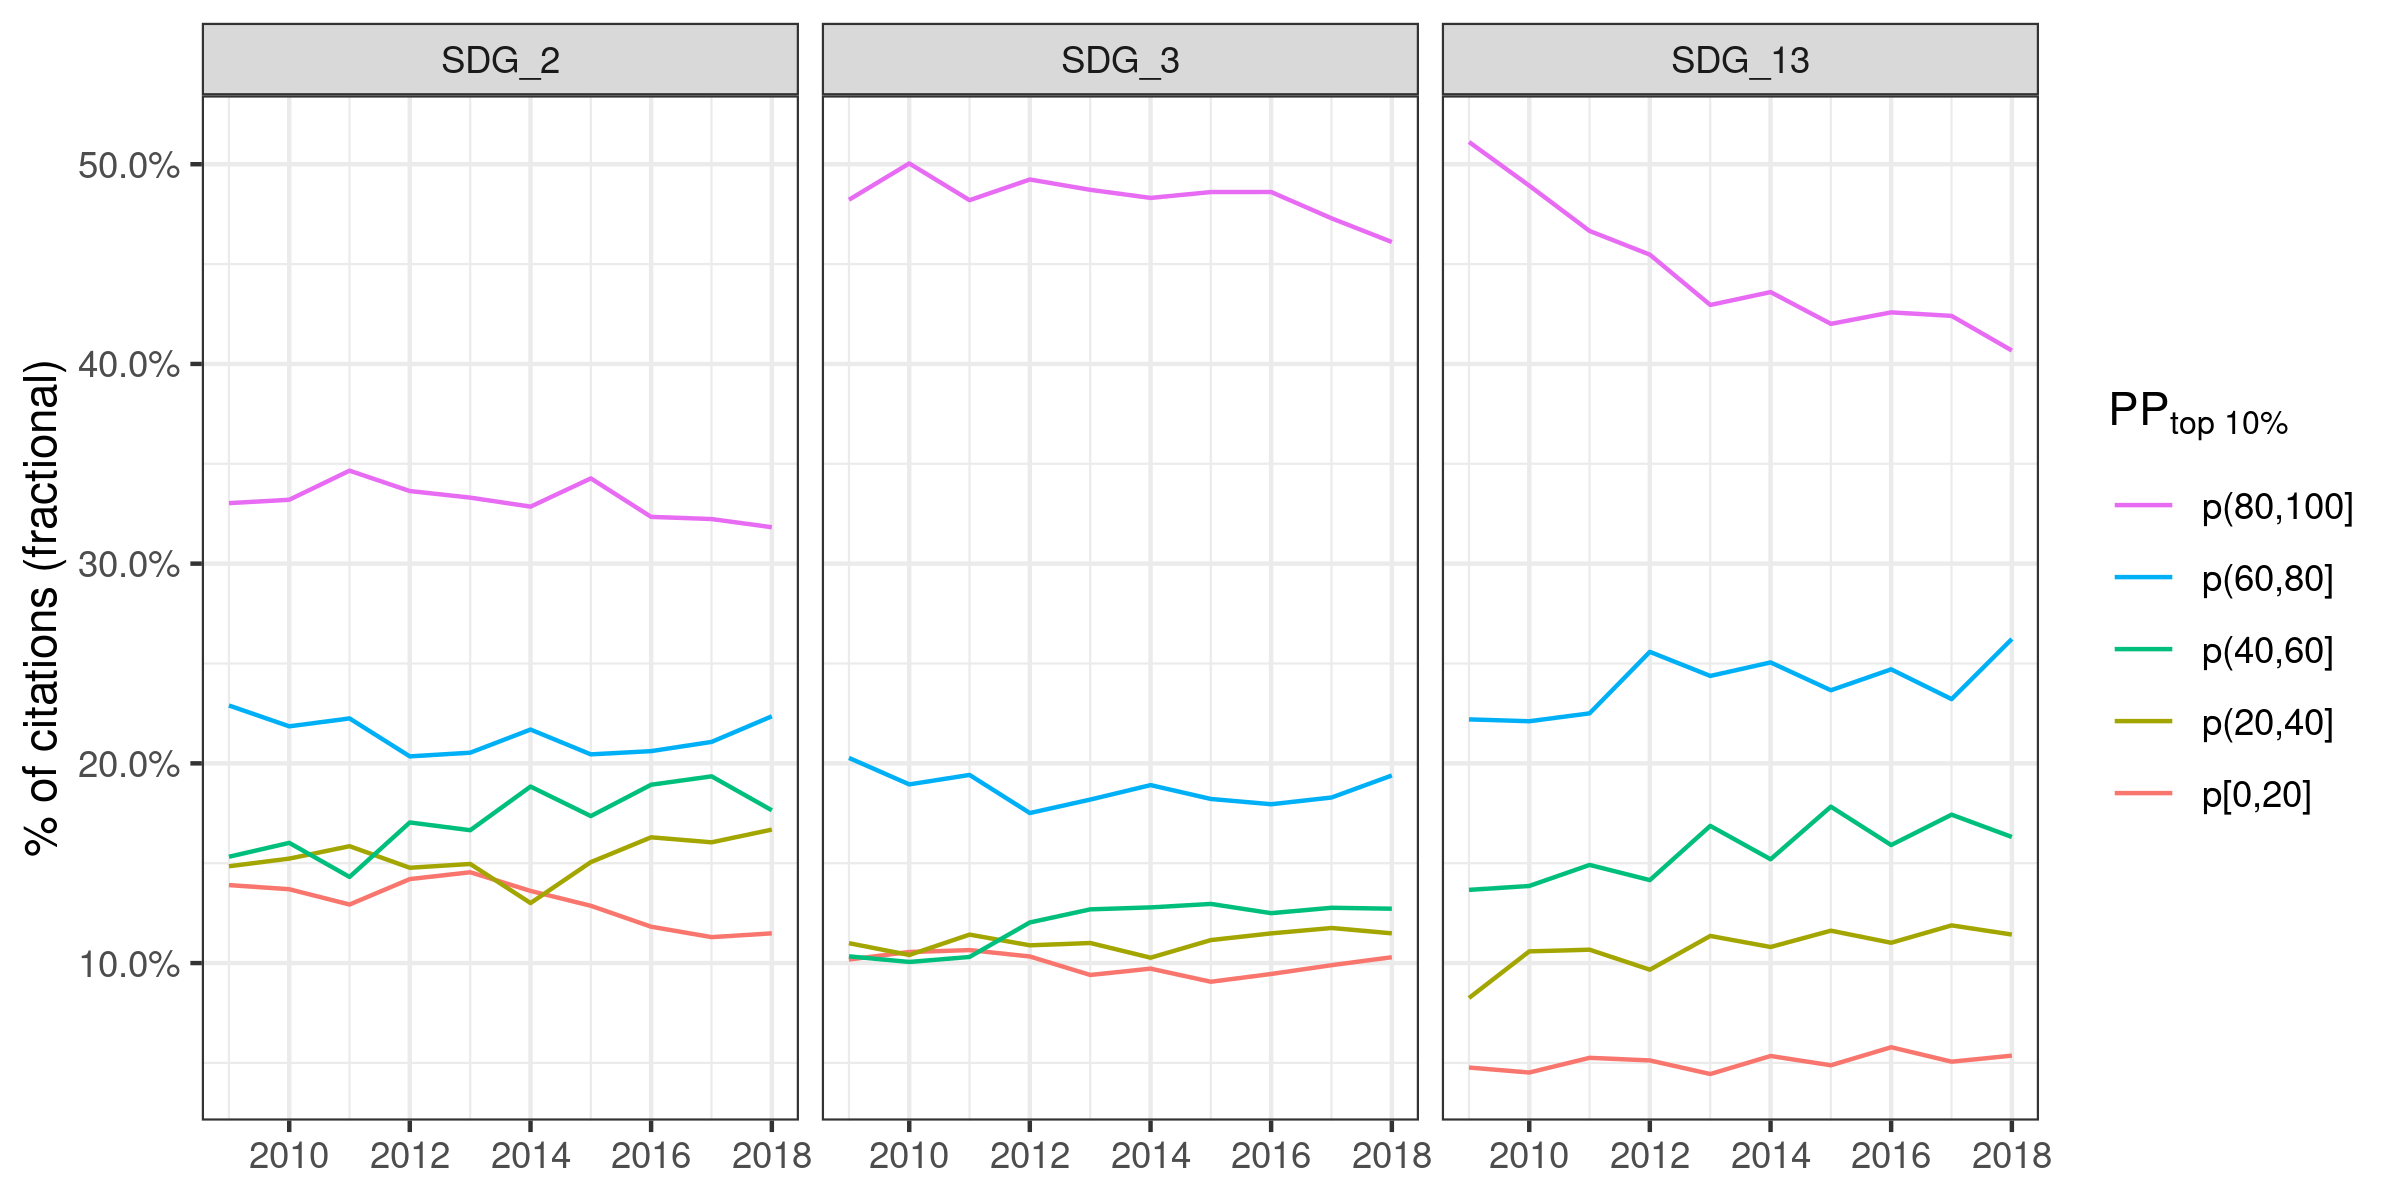 SDG_2
SDG_3
SDG_13
% of citations (fractional)
50.0%
40.0%
30.0%
20.0%
10.0%
2010 2012 2014 2016 2018
2010 2012 2014 2016 2018
2010 2012 2014 2016 2018
PPtop 10%
p(80,100]
p(60,80]
p(40,60]
p(20,40]
p[0,20]